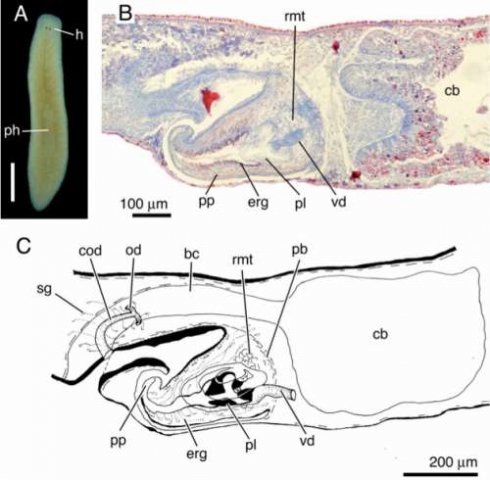 A
h
ph
B
rmt
cb
100 µm
pp
erg
pl
vd
C
cod
od
bc
rmt
pb
sg
cb
pp
erg
pl
vd
200 µm